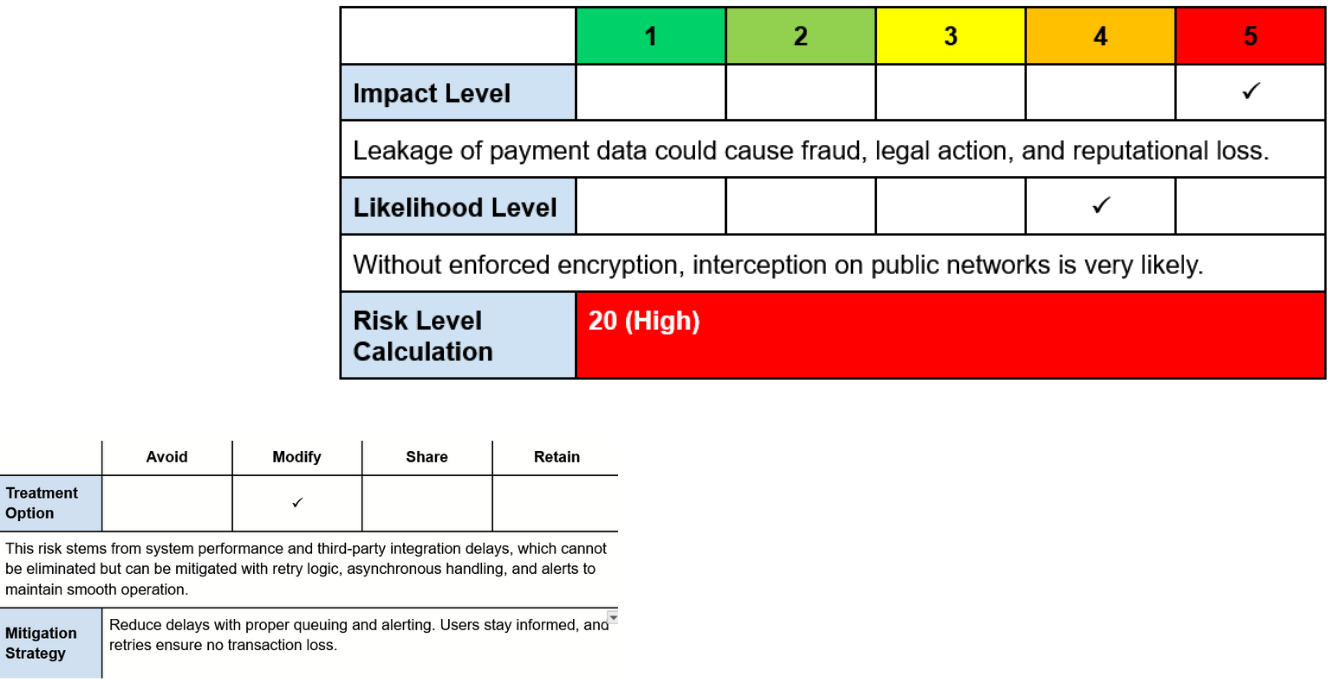 1 2 3 4 5
Impact Level ✓
Leakage of payment data could cause fraud, legal action, and reputational loss.
Likelihood Level ✓
Without enforced encryption, interception on public networks is very likely.
Risk Level
Calculation
20 (High)
Avoid Modify Share Retain
Treatment
Option
✓
This risk stems from system performance and third-party integration delays, which cannot
be eliminated but can be mitigated with retry logic, asynchronous handling, and alerts to
maintain smooth operation.
Mitigation
Strategy
Reduce delays with proper queuing and alerting. Users stay informed, and
retries ensure no transaction loss.